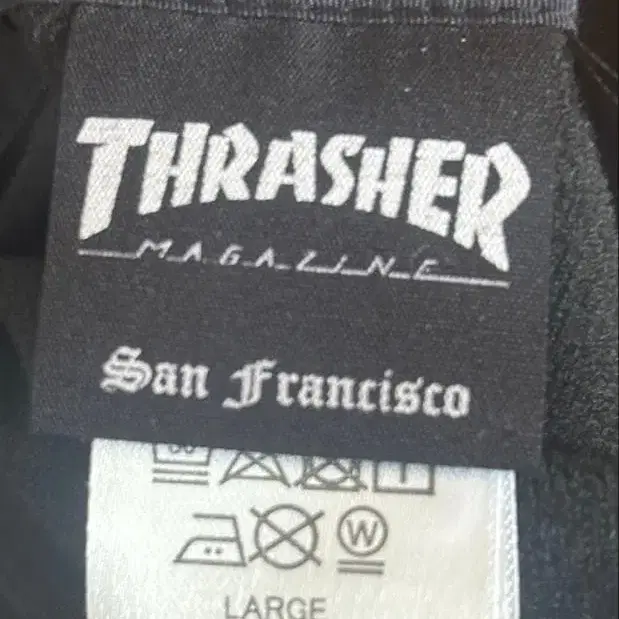 THRASHER
MAGAZINE
San Francisco
W
LARGE